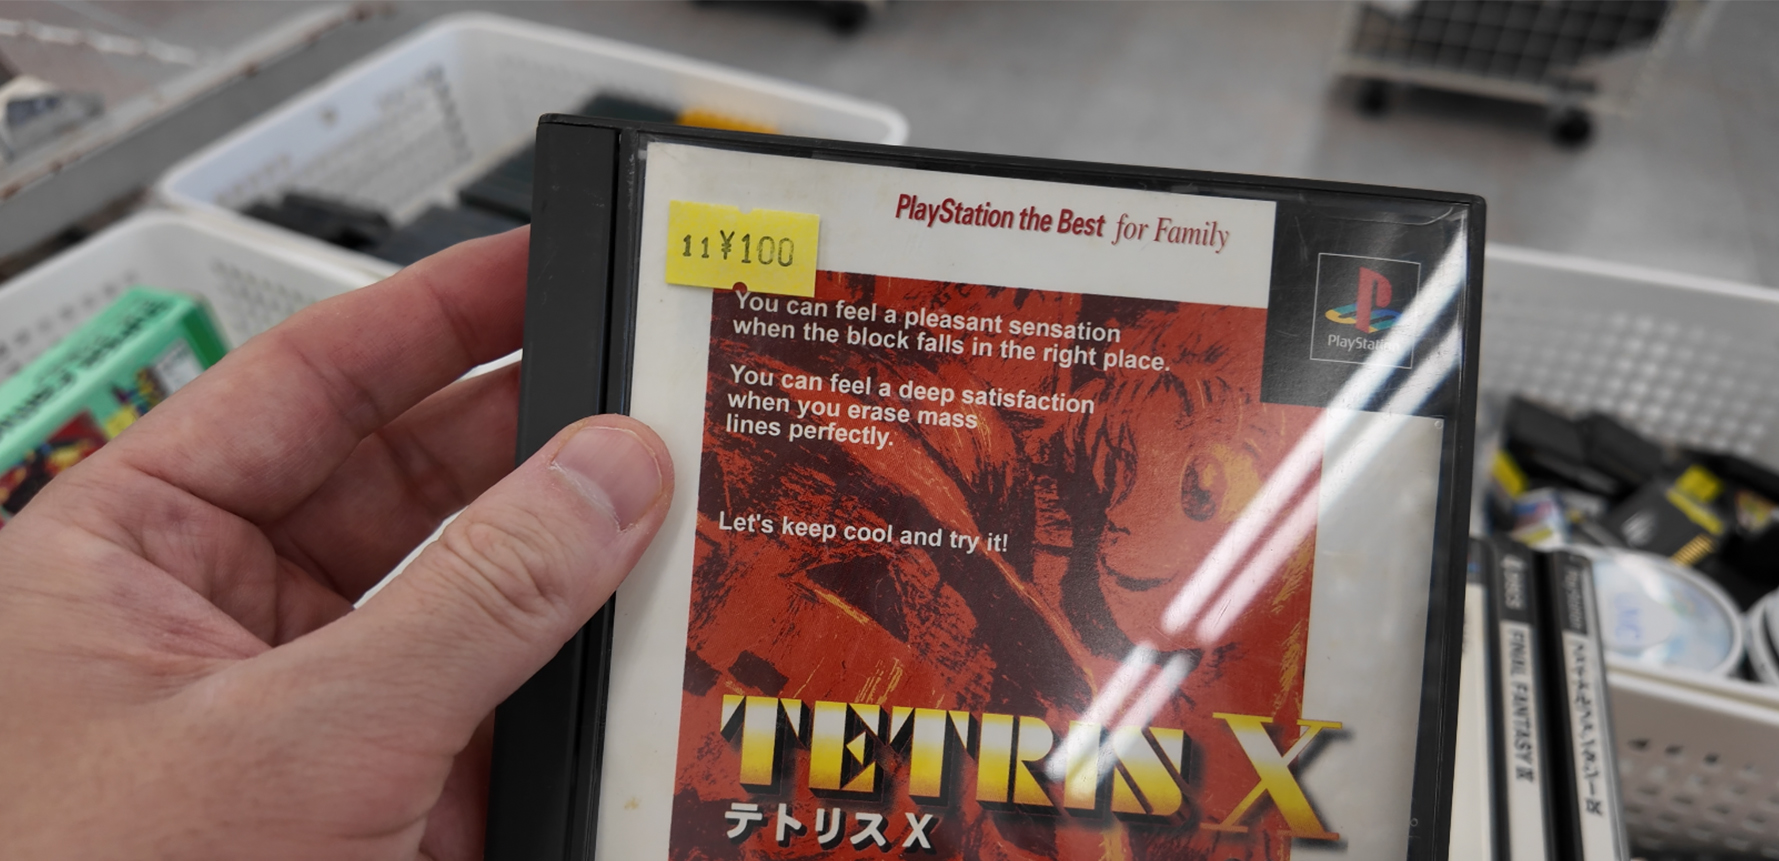 PlayStation the Best for Family
11 ¥100
PlayStation
You can feel a pleasant sensation
when the block falls in the right place.
You can feel a deep satisfaction
when you erase mass
lines perfectly.
Let's keep cool and try it!
TETRIS X
テトリス X
FINAL FANTASY IX